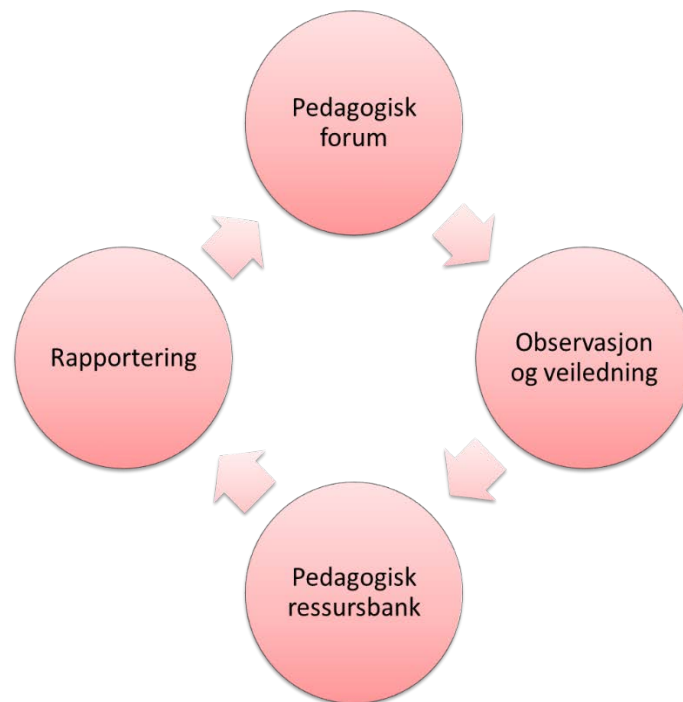 Pedagogisk
forum
Observasjon
og veiledning
Pedagogisk
ressursbank
Rapportering